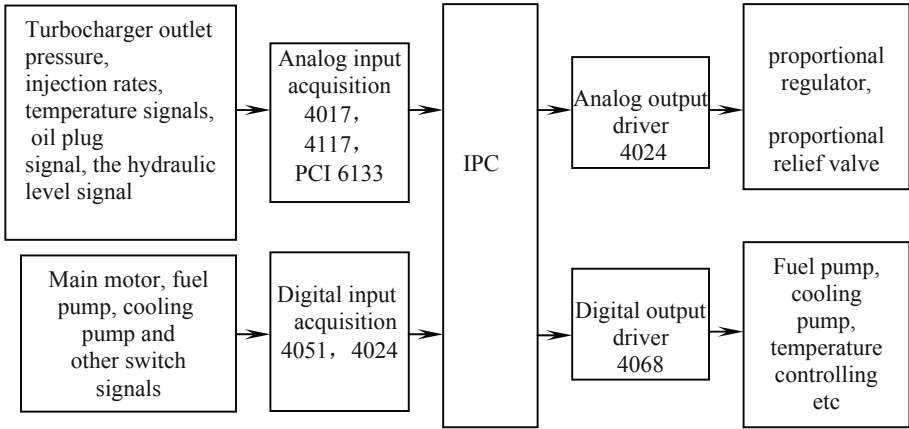 Turbocharger outlet
pressure,
injection rates,
temperature signals,
oil plug
signal, the hydraulic
level signal
Analog input
acquisition
4017，
4117，
PCI 6133
IPC
Analog output
driver
4024
proportional
regulator,
proportional
relief valve
Main motor, fuel
pump, cooling
pump and
other switch
signals
Digital input
acquisition
4051，4024
Digital output
driver
4068
Fuel pump,
cooling
pump,
temperature
controlling
etc